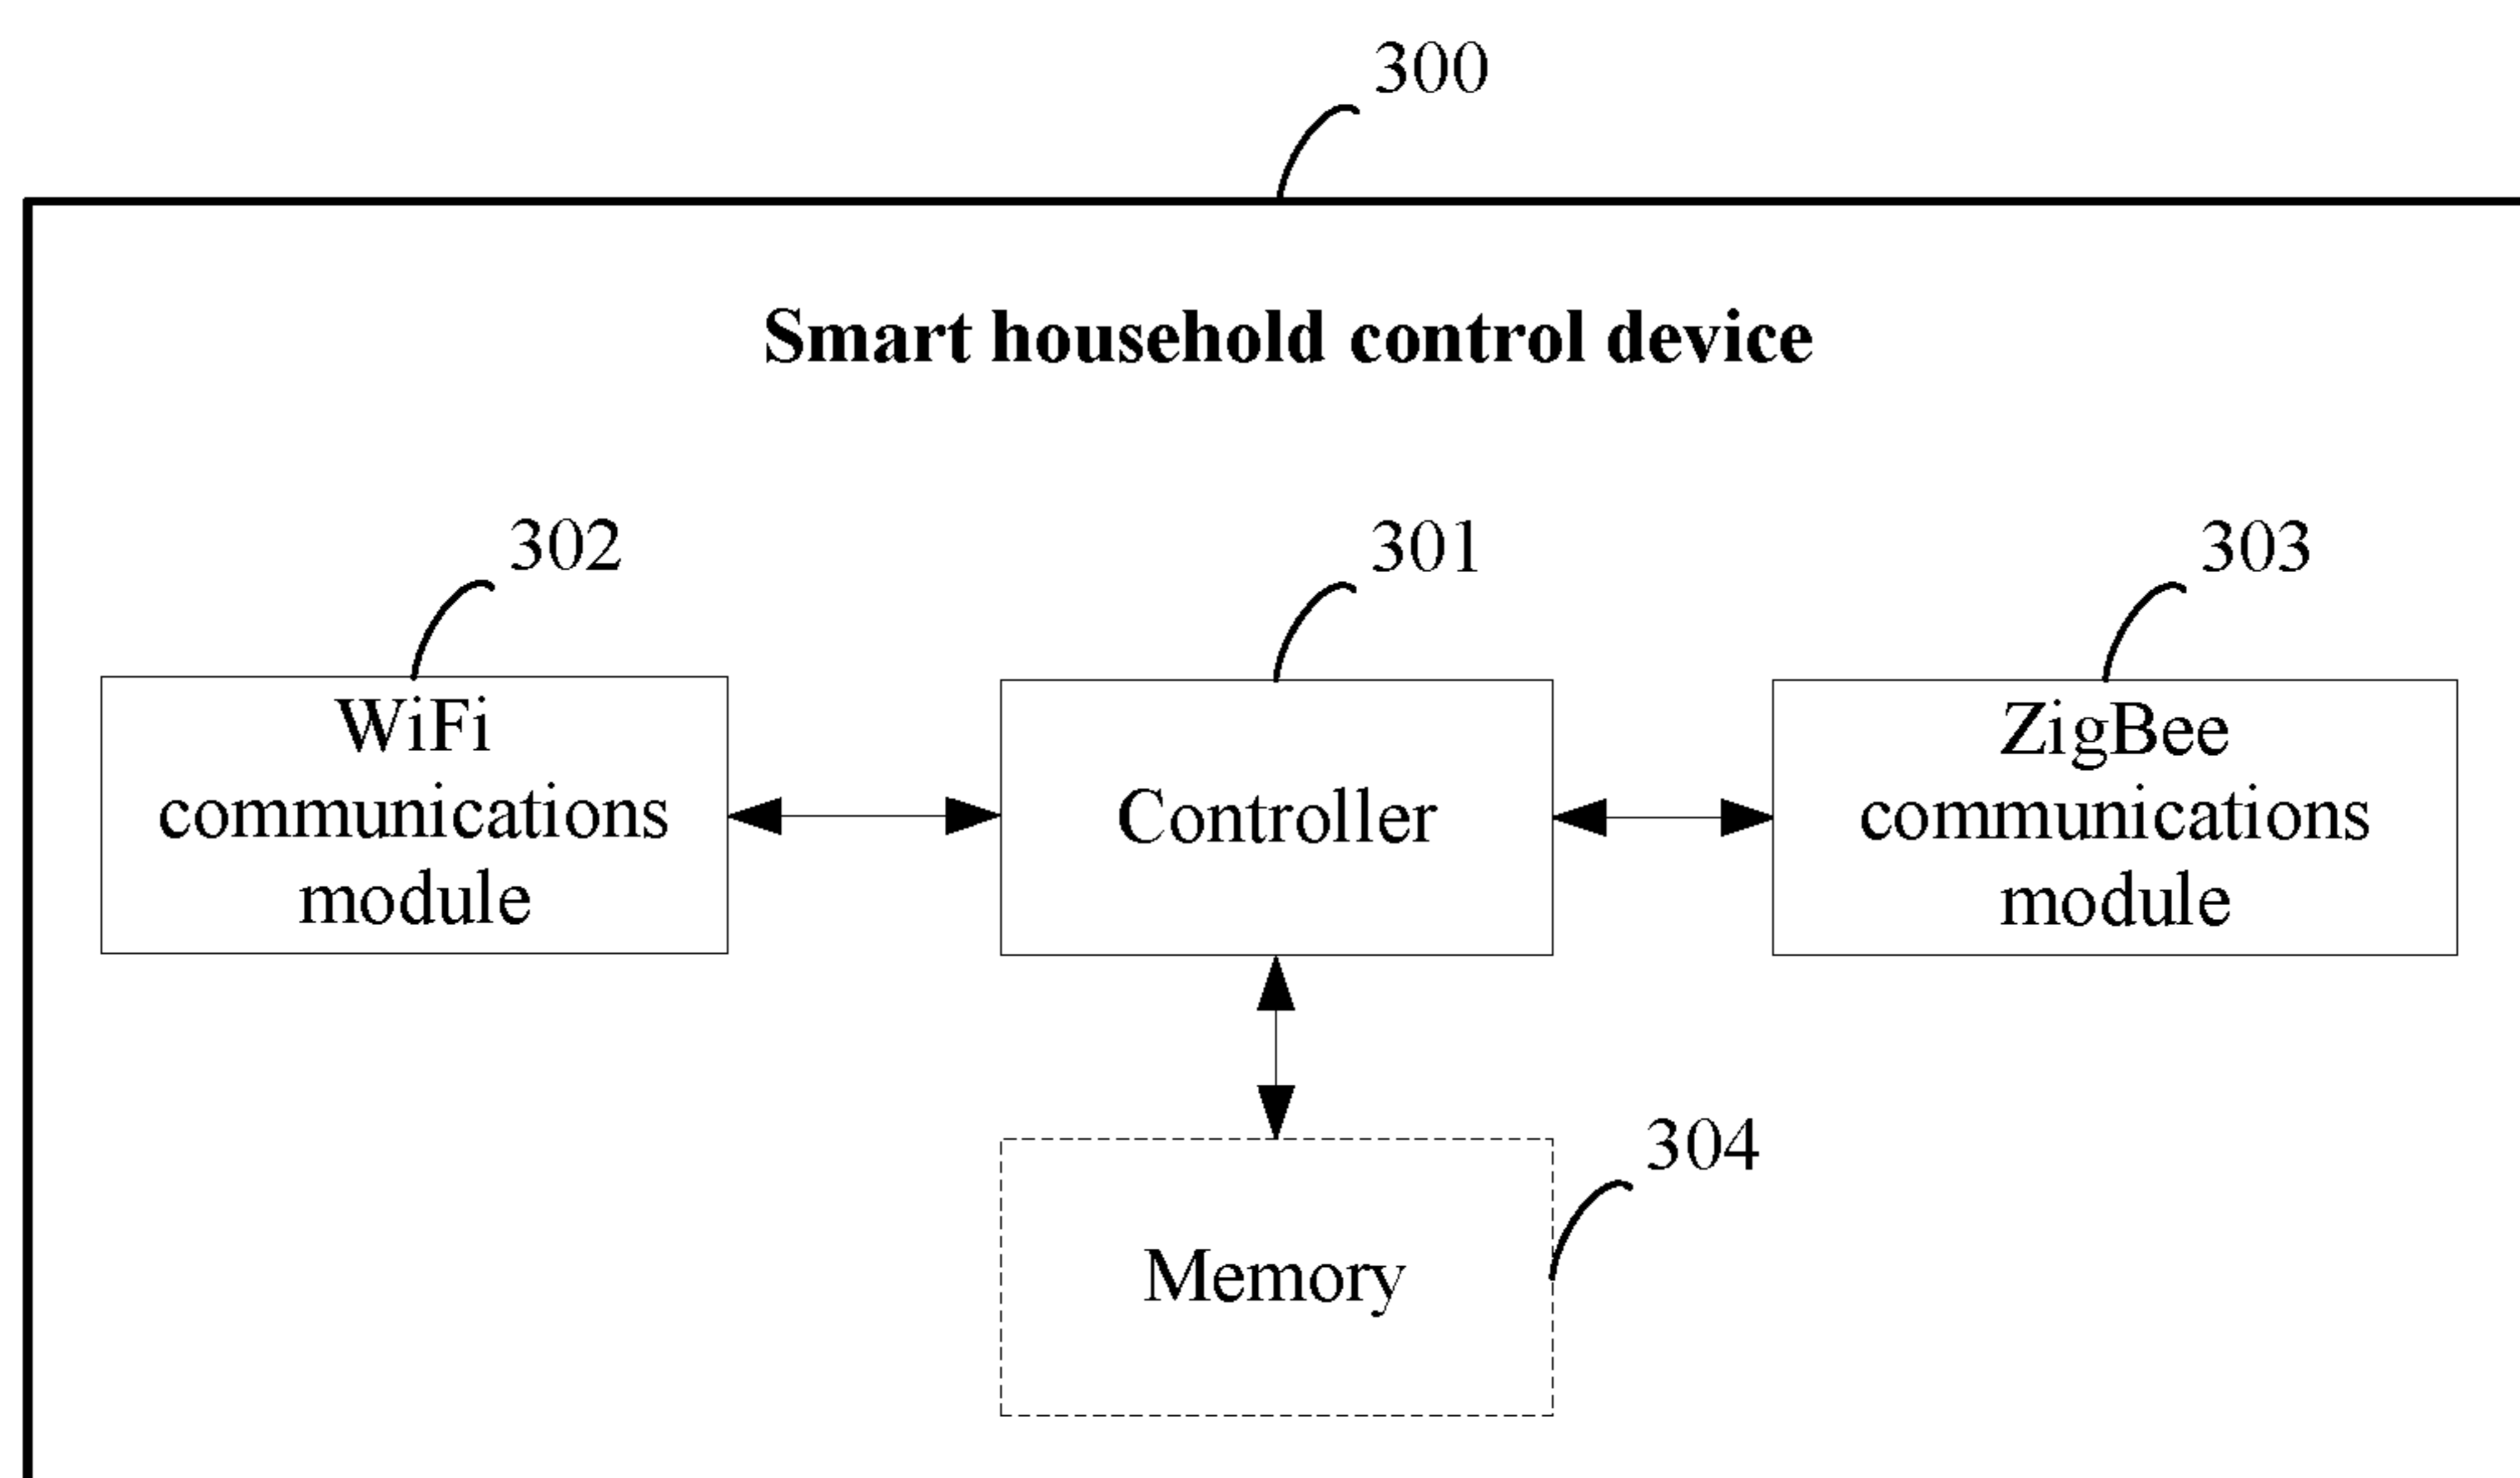 300
Smart household control device
302
301
303
WiFi
communications
module
Controller
ZigBee
communications
module
304
Memory